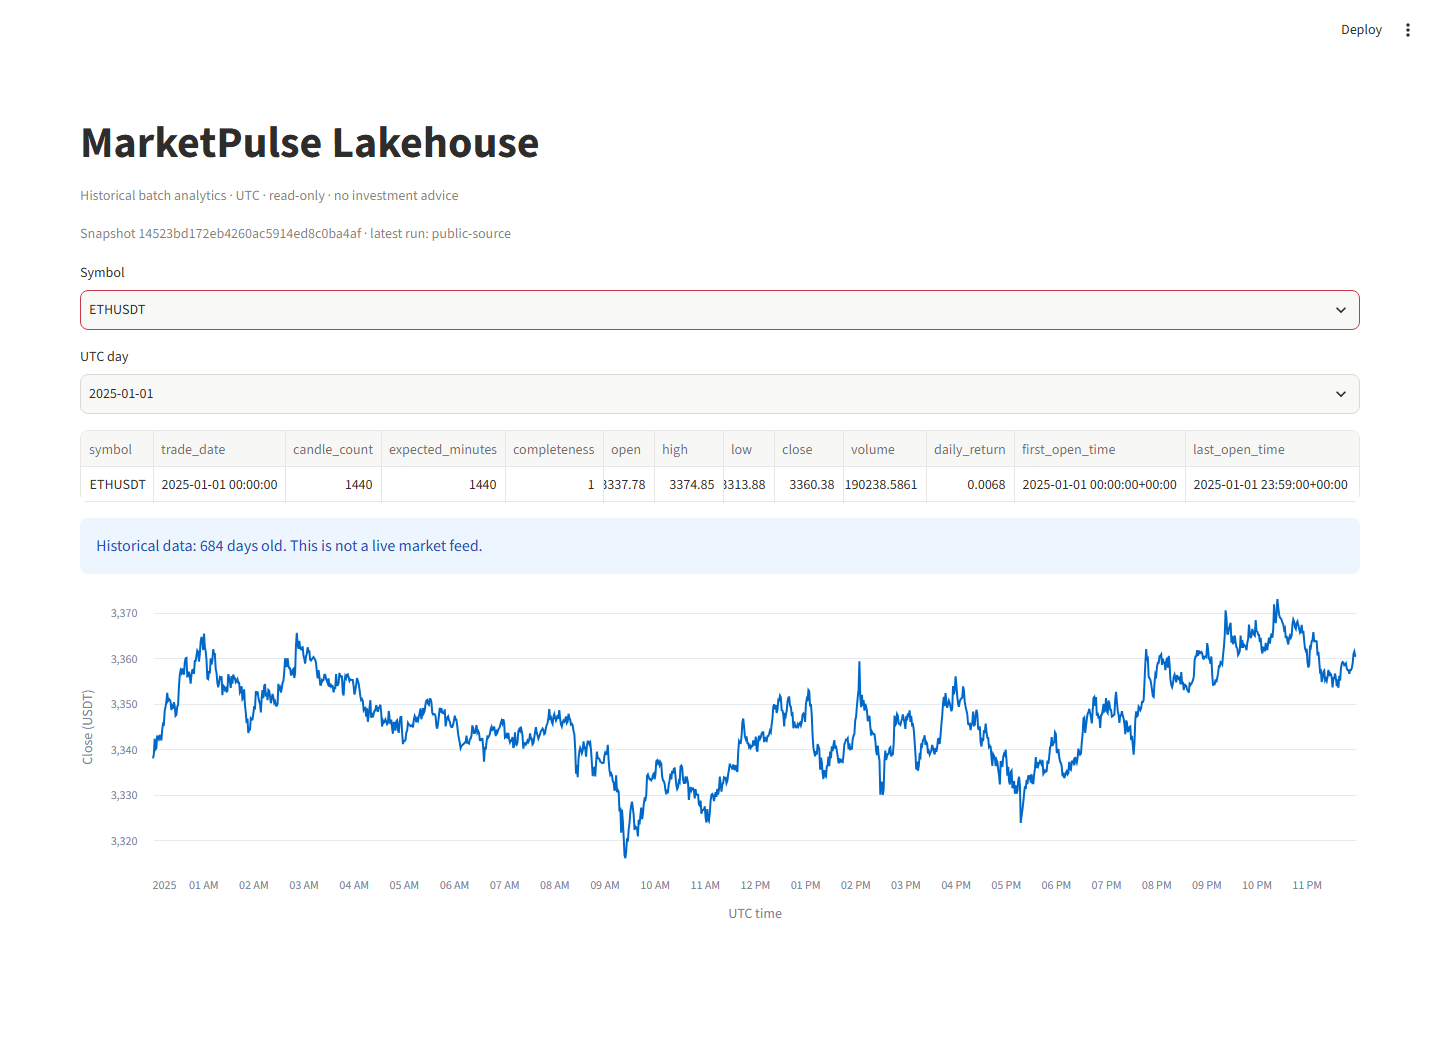 Deploy
MarketPulse Lakehouse
Historical batch analytics · UTC · read-only · no investment advice
Snapshot 14523bd172eb4260ac5914ed8c0ba4af · latest run: public-source
Symbol
ETHUSDT
UTC day
2025-01-01
symbol trade_date candle_count expected_minutes completeness open high low close volume daily_return first_open_time last_open_time
ETHUSDT 2025-01-01 00:00:00 1440 1440 1 3337.78 3374.85 3313.88 3360.38 190238.5861 0.0068 2025-01-01 00:00:00+00:00 2025-01-01 23:59:00+00:00
Historical data: 684 days old. This is not a live market feed.
3,370
3,360
3,350
3,340
3,330
3,320
Close (USDT)
2025 01 AM 02 AM 03 AM 04 AM 05 AM 06 AM 07 AM 08 AM 09 AM 10 AM 11 AM 12 PM 01 PM 02 PM 03 PM 04 PM 05 PM 06 PM 07 PM 08 PM 09 PM 10 PM 11 PM
UTC time